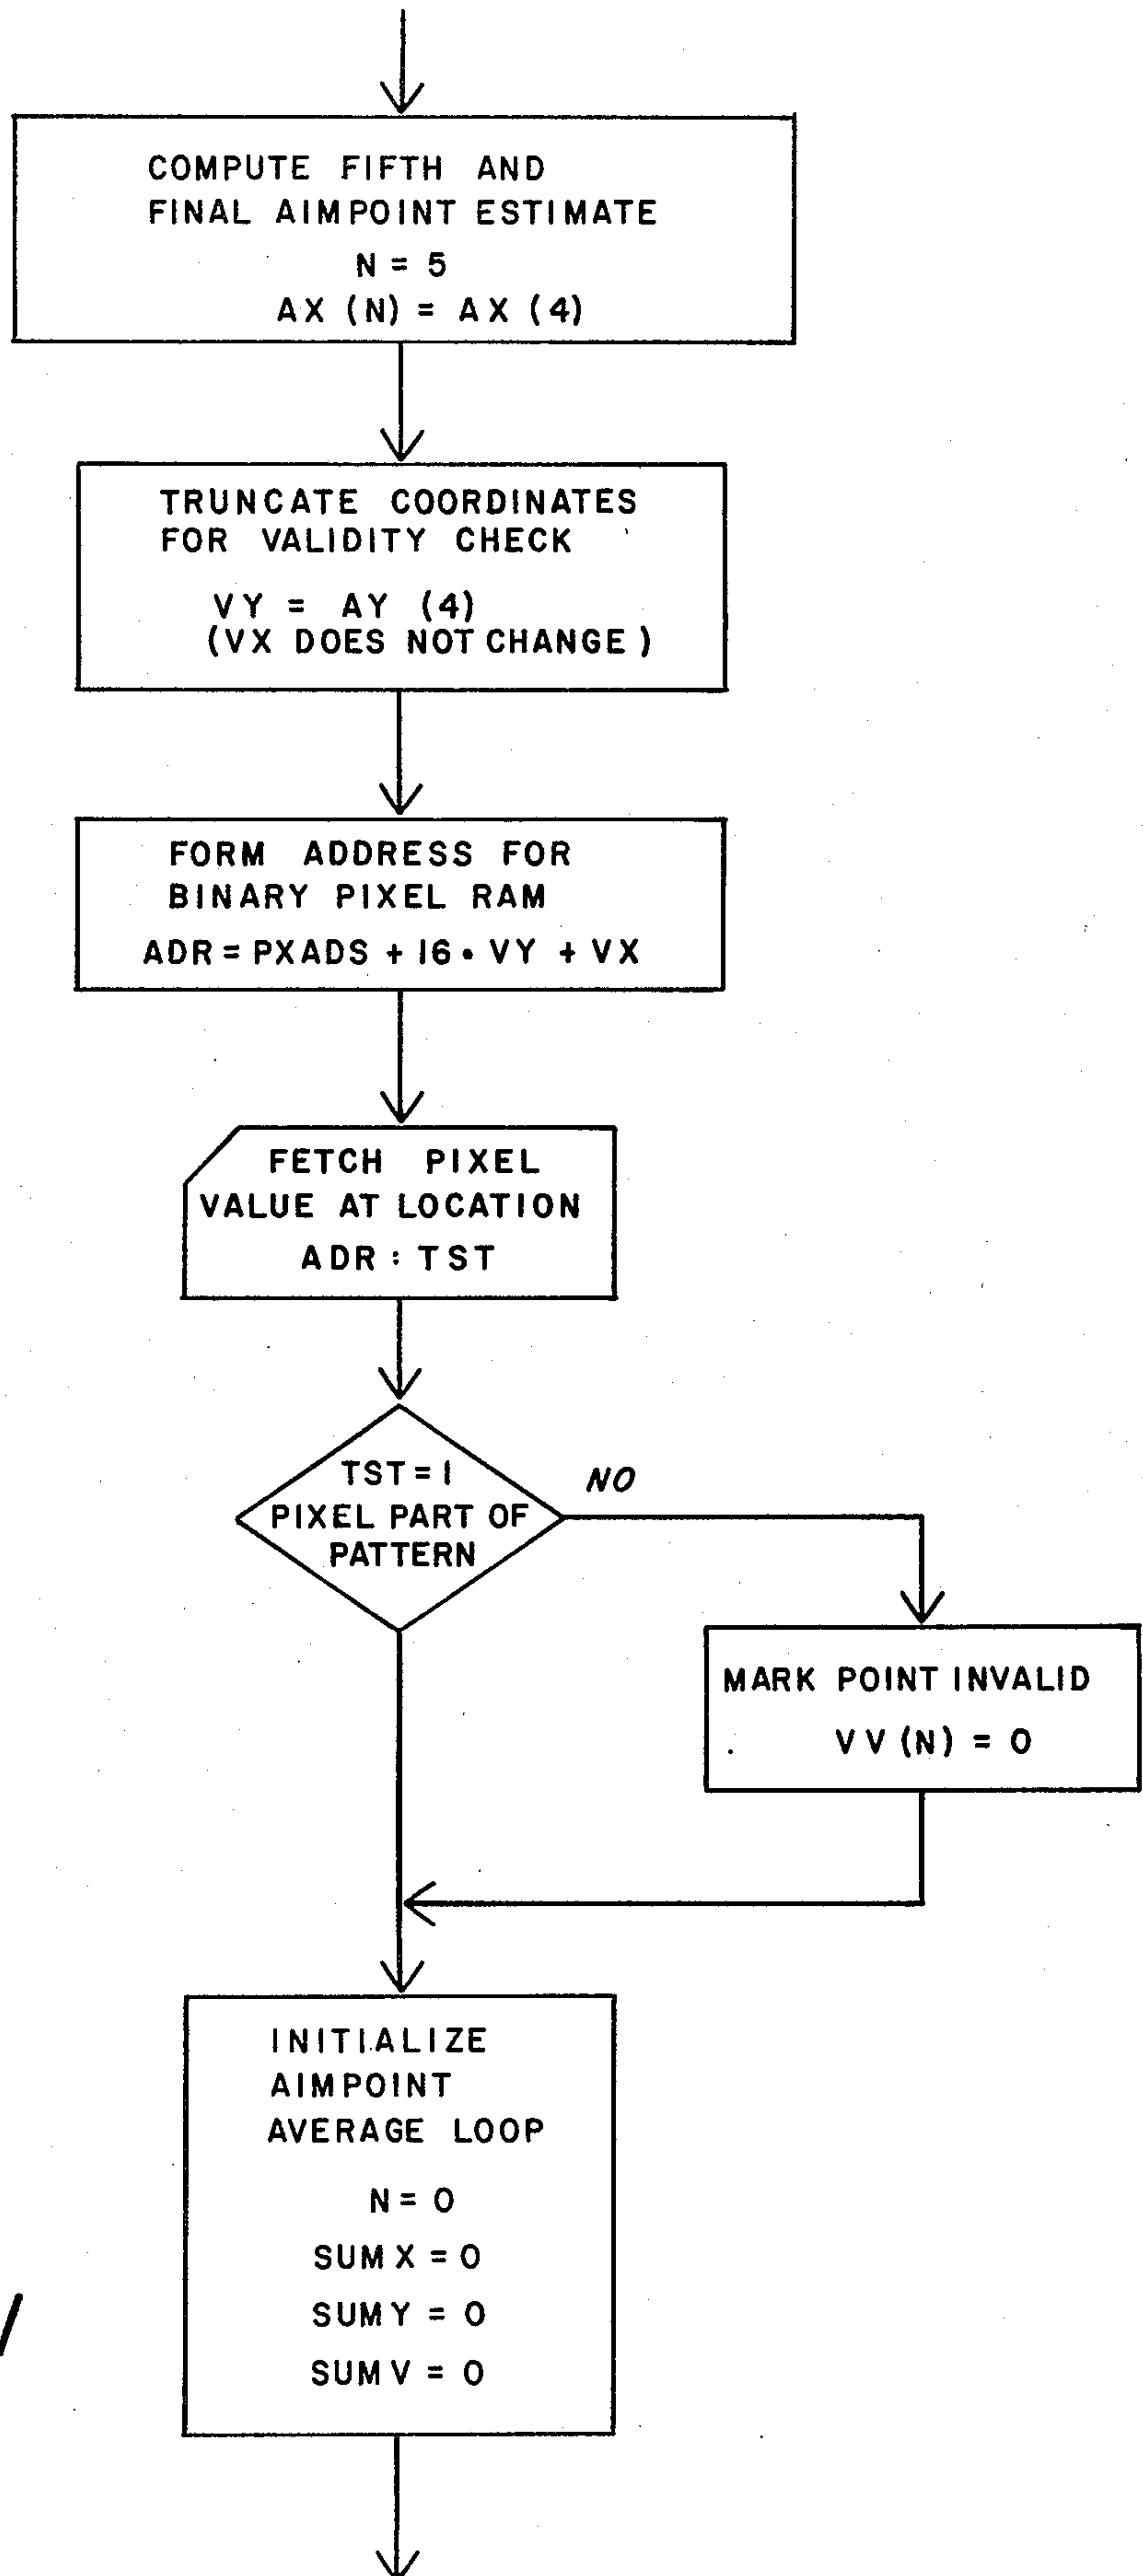 COMPUTE FIFTH AND
FINAL AIMPOINT ESTIMATE
N = 5
AX (N) = AX (4)
TRUNCATE COORDINATES
FOR VALIDITY CHECK
VY = AY (4)
(VX DOES NOT CHANGE)
FORM ADDRESS FOR
BINARY PIXEL RAM
ADR = PXADS + 16 • VY + VX
FETCH PIXEL
VALUE AT LOCATION
ADR : TST
TST = 1
PIXEL PART OF
PATTERN
NO
MARK POINT INVALID
VV (N) = 0
INITIALIZE
AIMPOINT
AVERAGE LOOP
N = 0
SUMX = 0
SUMY = 0
SUMV = 0